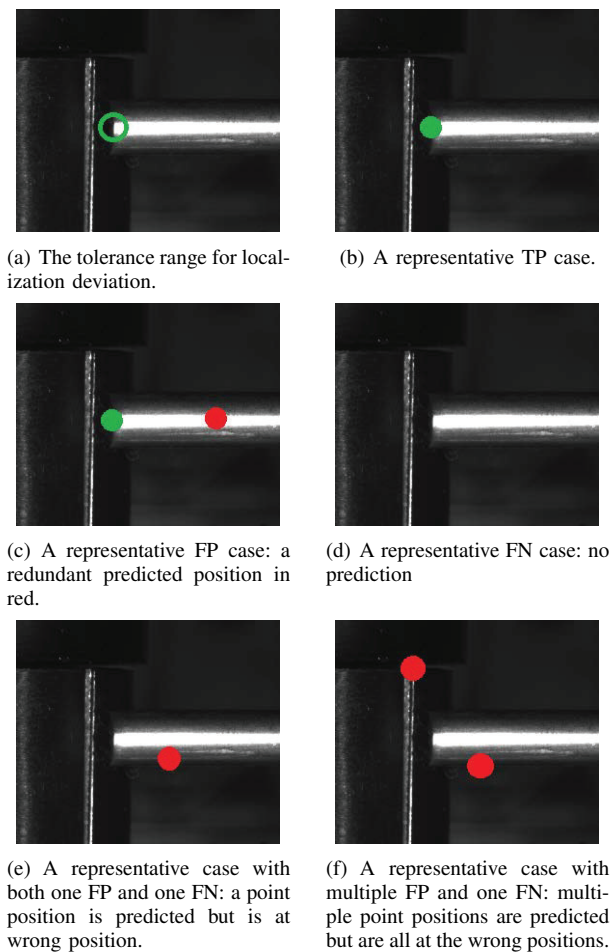 (a) The tolerance range for local-
ization deviation.
(b) A representative TP case.
(c) A representative FP case: a
redundant predicted position in
red.
(d) A representative FN case: no
prediction
(e) A representative case with
both one FP and one FN: a point
position is predicted but is at
wrong position.
(f) A representative case with
multiple FP and one FN: multi-
ple point positions are predicted
but are all at the wrong positions.